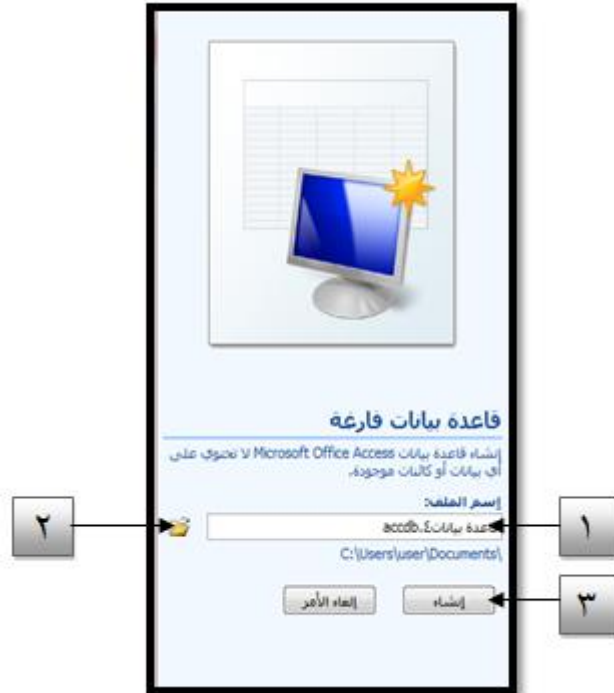 قاعدة بيانات فارغة
إنشاء قاعدة بيانات Microsoft Office Access لا تحتوي على
أي بيانات أو كائنات موجودة.
إسم الملف:
١
قاعدة بيانات٤.accdb
٢
C:\Users\user\Documents\
٣
إنشاء
إلغاء الأمر